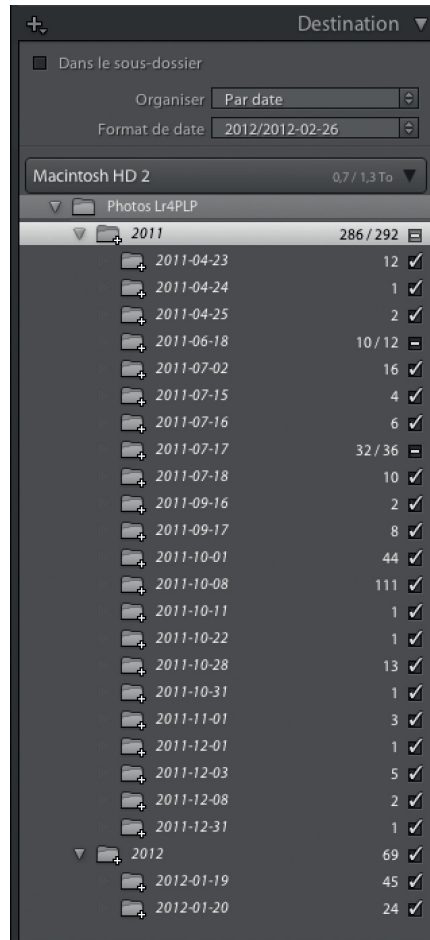 Destination
Dans le sous-dossier
Organiser Par date
Format de date 2012/2012-02-26
Macintosh HD 2 0,7 / 1,3 To
Photos Lr4PLP
2011 286 / 292
2011-04-23 12
2011-04-24 1
2011-04-25 2
2011-06-18 10 / 12
2011-07-02 16
2011-07-15 4
2011-07-16 6
2011-07-17 32 / 36
2011-07-18 10
2011-09-16 2
2011-09-17 8
2011-10-01 44
2011-10-08 111
2011-10-11 1
2011-10-22 1
2011-10-28 13
2011-10-31 1
2011-11-01 3
2011-12-01 1
2011-12-03 5
2011-12-08 2
2011-12-31 1
2012 69
2012-01-19 45
2012-01-20 24